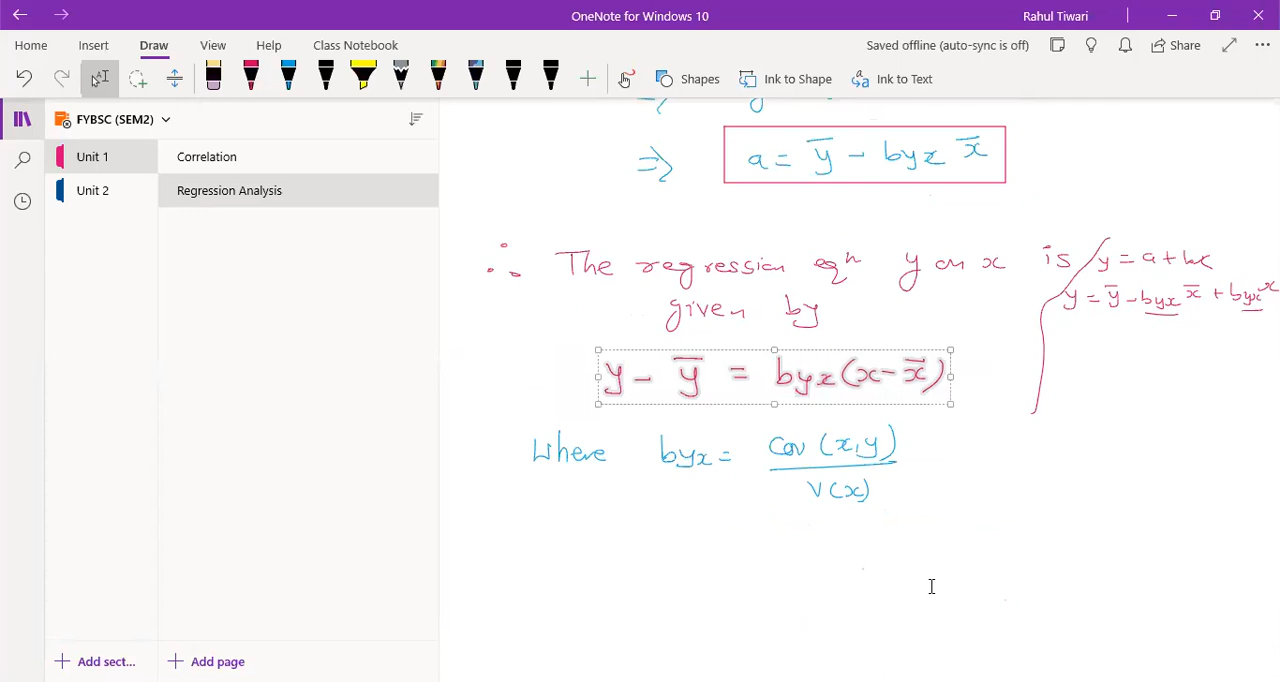 OneNote for Windows 10
Rahul Tiwari
Home Insert Draw View Help Class Notebook
Saved offline (auto-sync is off) Share
Shapes Ink to Shape Ink to Text
FYBSC (SEM2)
Unit 1
Unit 2
Correlation
Regression Analysis
Add sect...
Add page
⇒ a = y̅ - byx x̅
∴ The regression eqⁿ y on x is
given by
y = a + bx
y = y̅ - byx x̅ + byx x
y - y̅ = byx(x - x̅)
Where byx = cov (x,y)
V(x)